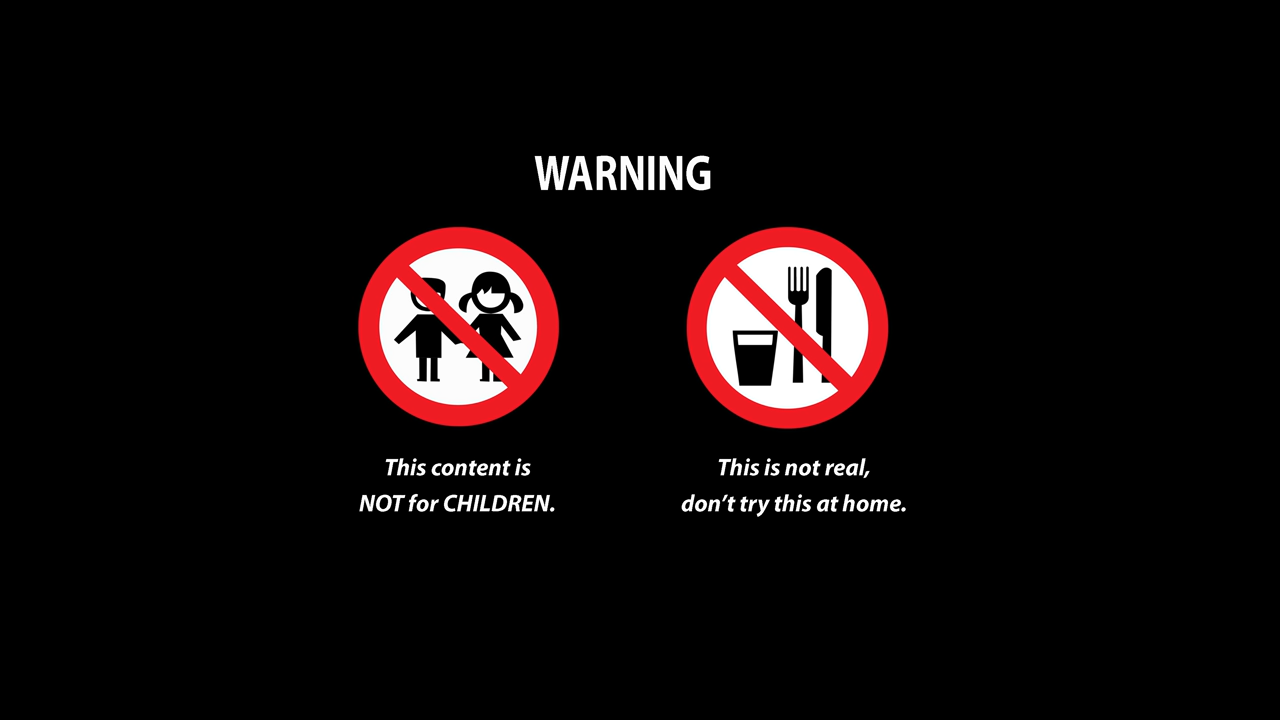 WARNING
This content is
NOT for CHILDREN.
This is not real,
don't try this at home.